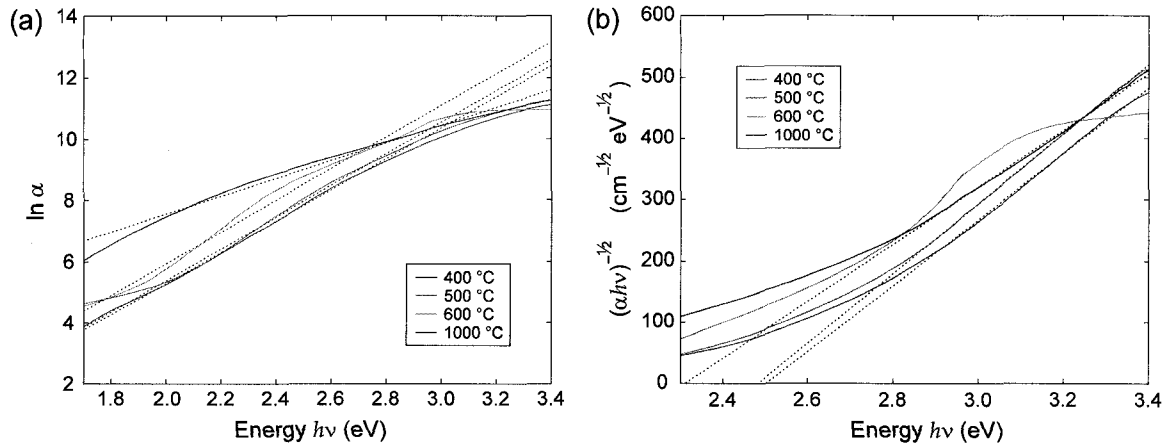 (a)
14
12
10
8
6
4
2
ln α
400 °C
500 °C
600 °C
1000 °C
1.8 2.0 2.2 2.4 2.6 2.8 3.0 3.2 3.4
Energy hν (eV)
(b)
600
500
400
300
200
100
0
(αhν)^–½ (cm^–½ eV^–½)
400 °C
500 °C
600 °C
1000 °C
2.4 2.6 2.8 3.0 3.2 3.4
Energy hν (eV)